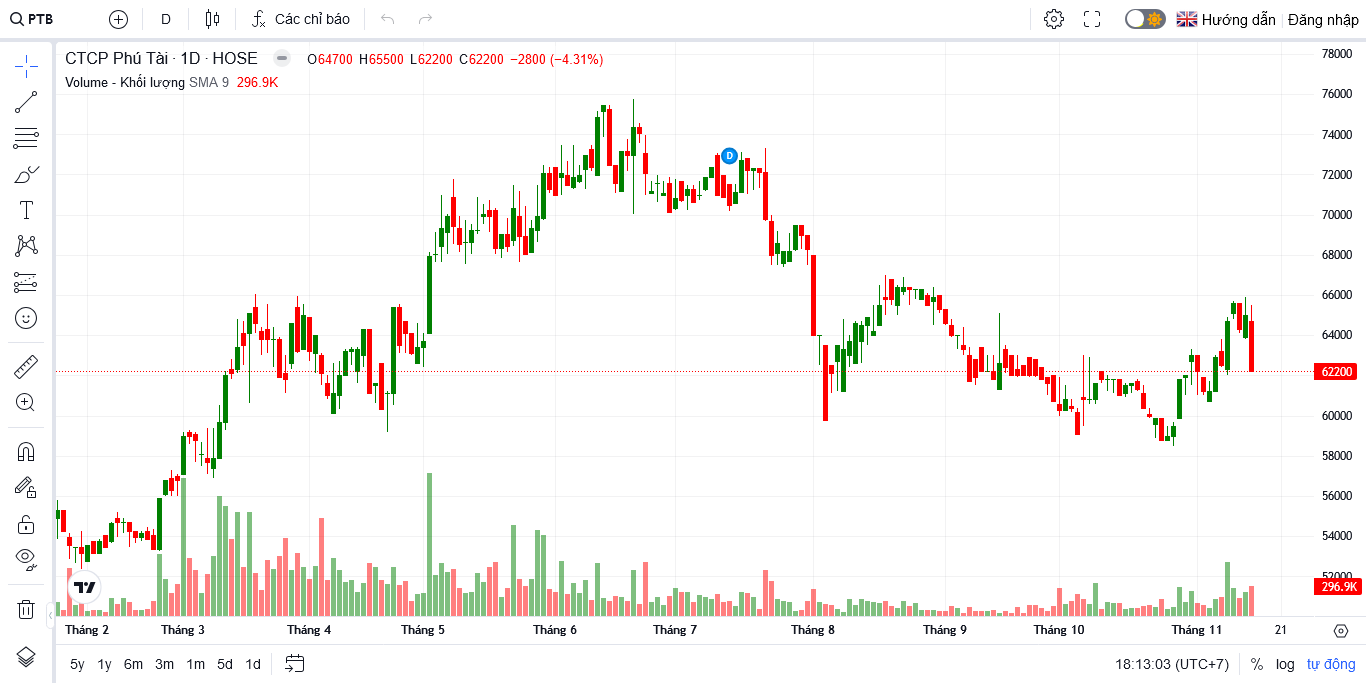 PTB D Các chỉ báo Hướng dẫn Đăng nhập
CTCP Phú Tài · 1D · HOSE O64700 H65500 L62200 C62200 −2800 (−4.31%)
Volume - Khối lượng SMA 9 296.9K
78000
76000
74000
72000
70000
68000
66000
64000
62200
60000
58000
56000
54000
52000
296.9K
D
Tháng 2 Tháng 3 Tháng 4 Tháng 5 Tháng 6 Tháng 7 Tháng 8 Tháng 9 Tháng 10 Tháng 11 21
5y 1y 6m 3m 1m 5d 1d 18:13:03 (UTC+7) % log tự động